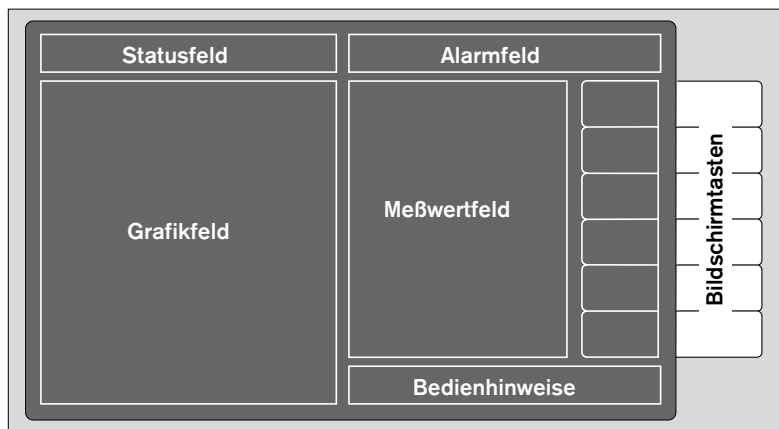 Statusfeld
Alarmfeld
Grafikfeld
Meßwertfeld
Bildschirmtasten
Bedienhinweise